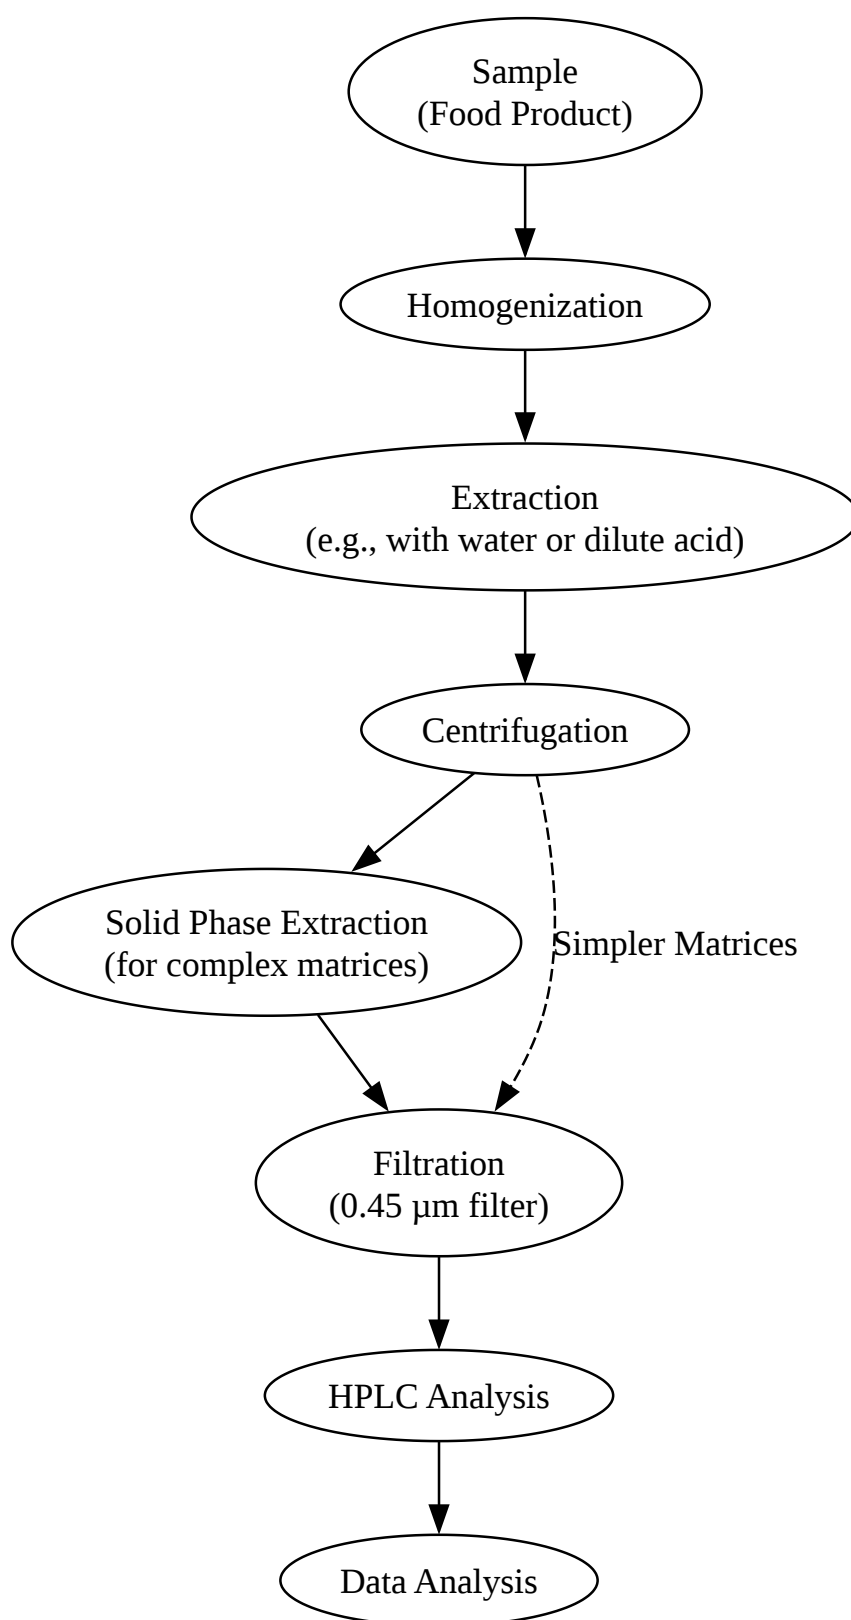 Sample
(Food Product)
Homogenization
Extraction
(e.g., with water or dilute acid)
Centrifugation
Solid Phase Extraction
(for complex matrices)
Simpler Matrices
Filtration
(0.45 µm filter)
HPLC Analysis
Data Analysis